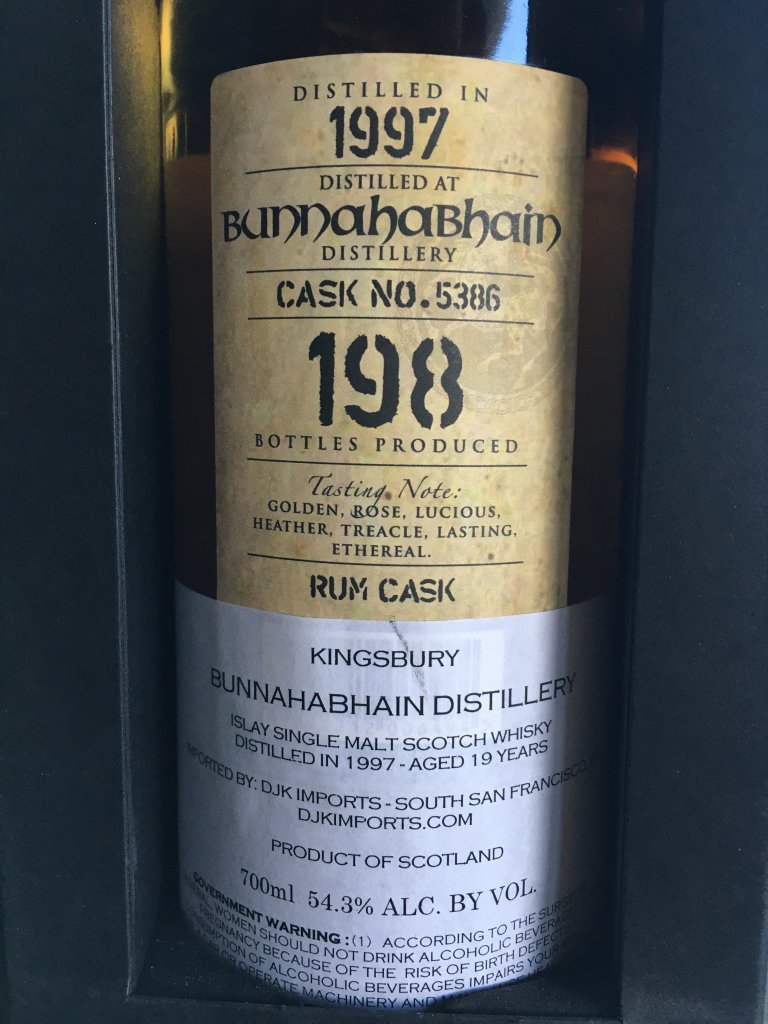 DISTILLED IN
1997
DISTILLED AT
BUNNAHABHAIN
DISTILLERY
CASK NO. 5386
198
BOTTLES PRODUCED
Tasting Note:
GOLDEN, ROSE, LUCIOUS,
HEATHER, TREACLE, LASTING,
ETHEREAL.
RUM CASK
KINGSBURY
BUNNAHABHAIN DISTILLERY
ISLAY SINGLE MALT SCOTCH WHISKY
DISTILLED IN 1997 - AGED 19 YEARS
IMPORTED BY: DJK IMPORTS - SOUTH SAN FRANCISCO,
DJKIMPORTS.COM
PRODUCT OF SCOTLAND
700ml 54.3% ALC. BY VOL.
GOVERNMENT WARNING: (1) ACCORDING TO THE
WOMEN SHOULD NOT DRINK ALCOHOLIC
PREGNANCY BECAUSE OF THE RISK OF BIRTH
OF ALCOHOLIC BEVERAGES IMPAIRS YOUR
OR OPERATE MACHINERY AND